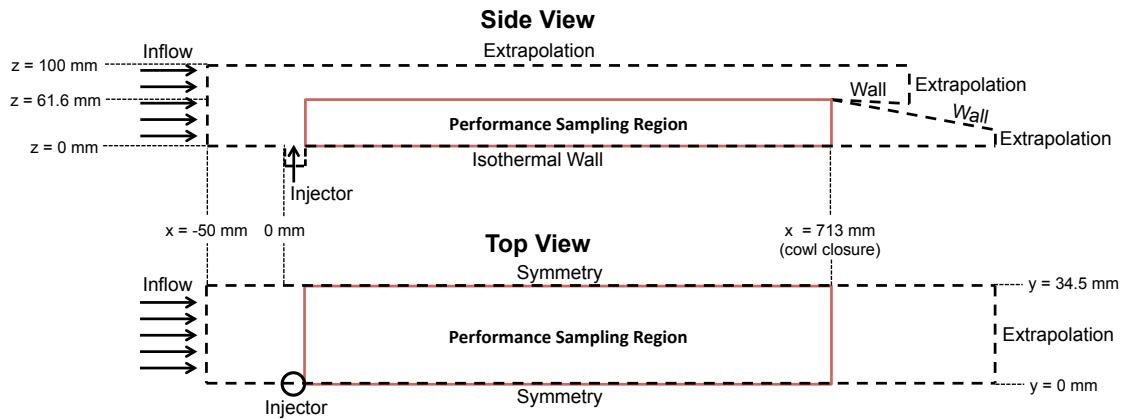 Side View
Inflow
Extrapolation
z = 100 mm
Extrapolation
Wall
z = 61.6 mm
Wall
Performance Sampling Region
Extrapolation
z = 0 mm
Isothermal Wall
Injector
x = -50 mm
0 mm
x = 713 mm
(cowl closure)
Top View
Symmetry
Inflow
y = 34.5 mm
Performance Sampling Region
Extrapolation
y = 0 mm
Injector
Symmetry